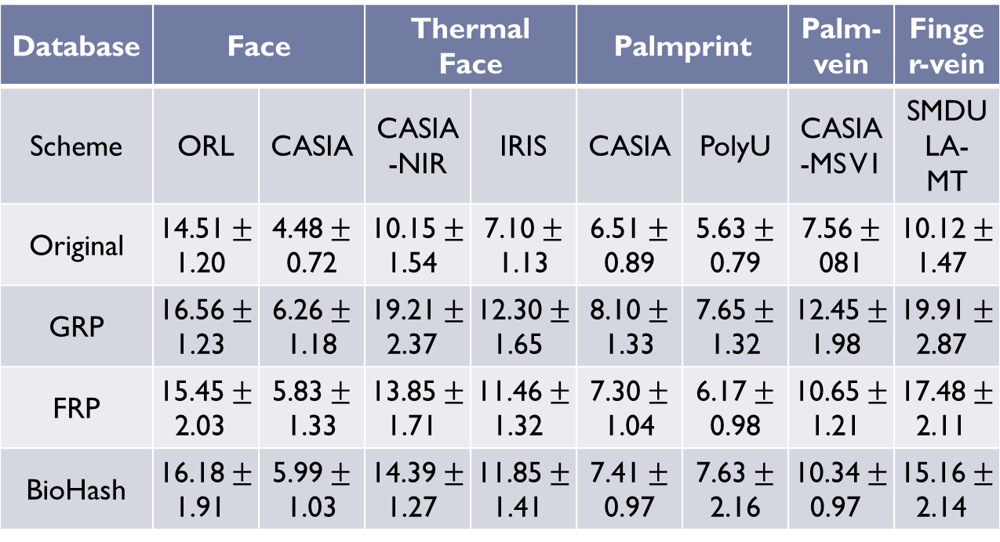 Database Face Thermal Face Palmprint Palm-vein Finger-vein
Scheme ORL CASIA CASIA-NIR IRIS CASIA PolyU CASIA-MS V1 SMDULA-MT
Original 14.51 ± 1.20 4.48 ± 0.72 10.15 ± 1.54 7.10 ± 1.13 6.51 ± 0.89 5.63 ± 0.79 7.56 ± 081 10.12 ± 1.47
GRP 16.56 ± 1.23 6.26 ± 1.18 19.21 ± 2.37 12.30 ± 1.65 8.10 ± 1.33 7.65 ± 1.32 12.45 ± 1.98 19.91 ± 2.87
FRP 15.45 ± 2.03 5.83 ± 1.33 13.85 ± 1.71 11.46 ± 1.32 7.30 ± 1.04 6.17 ± 0.98 10.65 ± 1.21 17.48 ± 2.11
BioHash 16.18 ± 1.91 5.99 ± 1.03 14.39 ± 1.27 11.85 ± 1.41 7.41 ± 0.97 7.63 ± 2.16 10.34 ± 0.97 15.16 ± 2.14